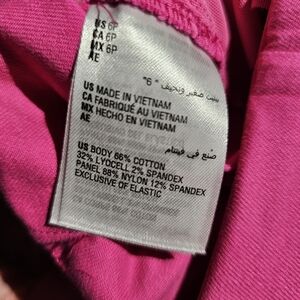 US 6P
CA 6P
MX 6P
AE
بيتيت صغير ونحيف "6"
US MADE IN VIETNAM
CA FABRIQUÉ AU VIETNAM
MX HECHO EN VIETNAM
AE
صنع في فيتنام
US BODY 66% COTTON
32% LYOCELL 2% SPANDEX
PANEL 88% NYLON 12% SPANDEX
EXCLUSIVE OF ELASTIC